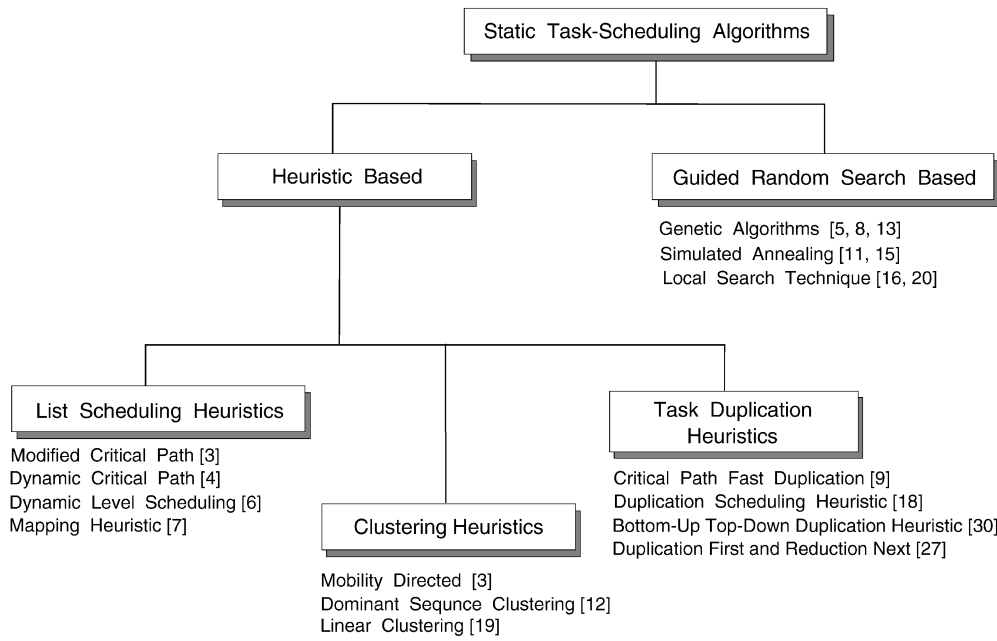 Static Task-Scheduling Algorithms
Heuristic Based
Guided Random Search Based
Genetic Algorithms [5, 8, 13]
Simulated Annealing [11, 15]
Local Search Technique [16, 20]
List Scheduling Heuristics
Modified Critical Path [3]
Dynamic Critical Path [4]
Dynamic Level Scheduling [6]
Mapping Heuristic [7]
Clustering Heuristics
Mobility Directed [3]
Dominant Sequnce Clustering [12]
Linear Clustering [19]
Task Duplication
Heuristics
Critical Path Fast Duplication [9]
Duplication Scheduling Heuristic [18]
Bottom-Up Top-Down Duplication Heuristic [30]
Duplication First and Reduction Next [27]